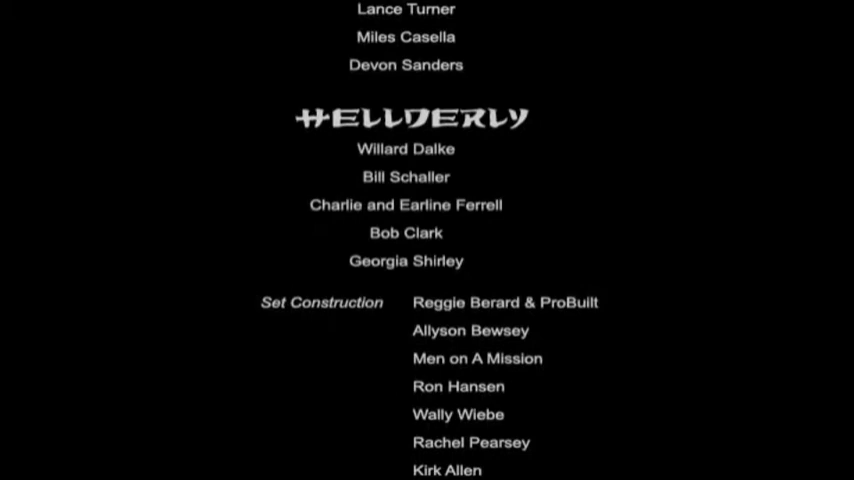 Lance Turner
Miles Casella
Devon Sanders
HELLDERLY
Willard Dalke
Bill Schaller
Charlie and Earline Ferrell
Bob Clark
Georgia Shirley
Set Construction Reggie Berard & ProBuilt
Allyson Bewsey
Men on A Mission
Ron Hansen
Wally Wiebe
Rachel Pearsey
Kirk Allen